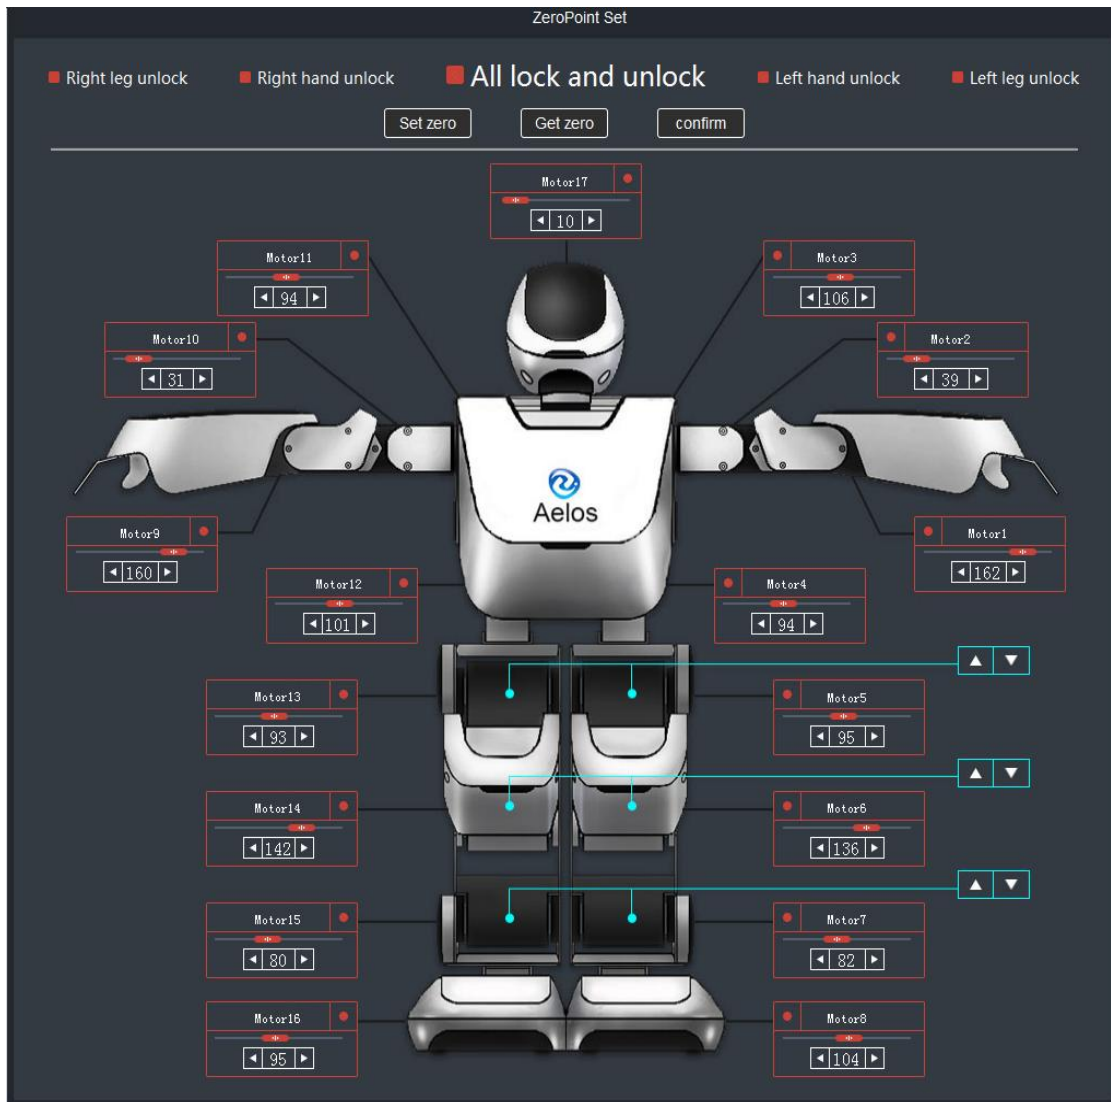 ZeroPoint Set
Right leg unlock Right hand unlock All lock and unlock Left hand unlock Left leg unlock
Set zero Get zero confirm
Motor17
10
Motor11 Motor3
94 106
Motor10 Motor2
31 39
Aelos
Motor9 Motor1
160 162
Motor12 Motor4
101 94
Motor13 Motor5
93 95
Motor14 Motor6
142 136
Motor15 Motor7
80 82
Motor16 Motor8
95 104